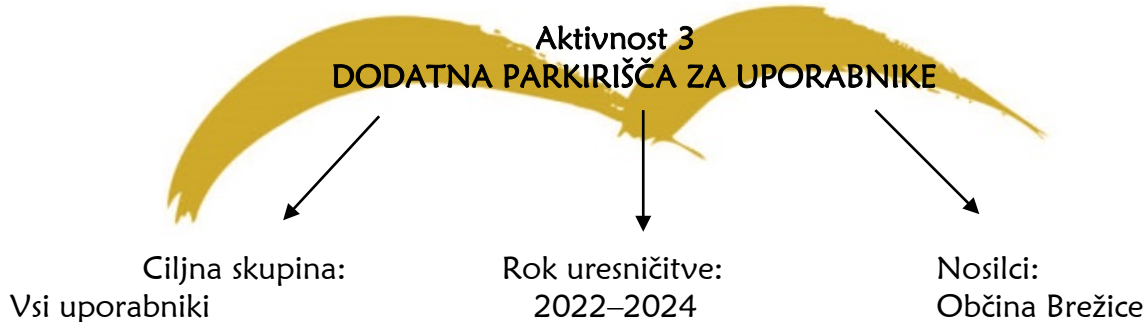 Aktivnost 3
DODATNA PARKIRIŠČA ZA UPORABNIKE
Ciljna skupina:
Vsi uporabniki
Rok uresničitve:
2022–2024
Nosilci:
Občina Brežice